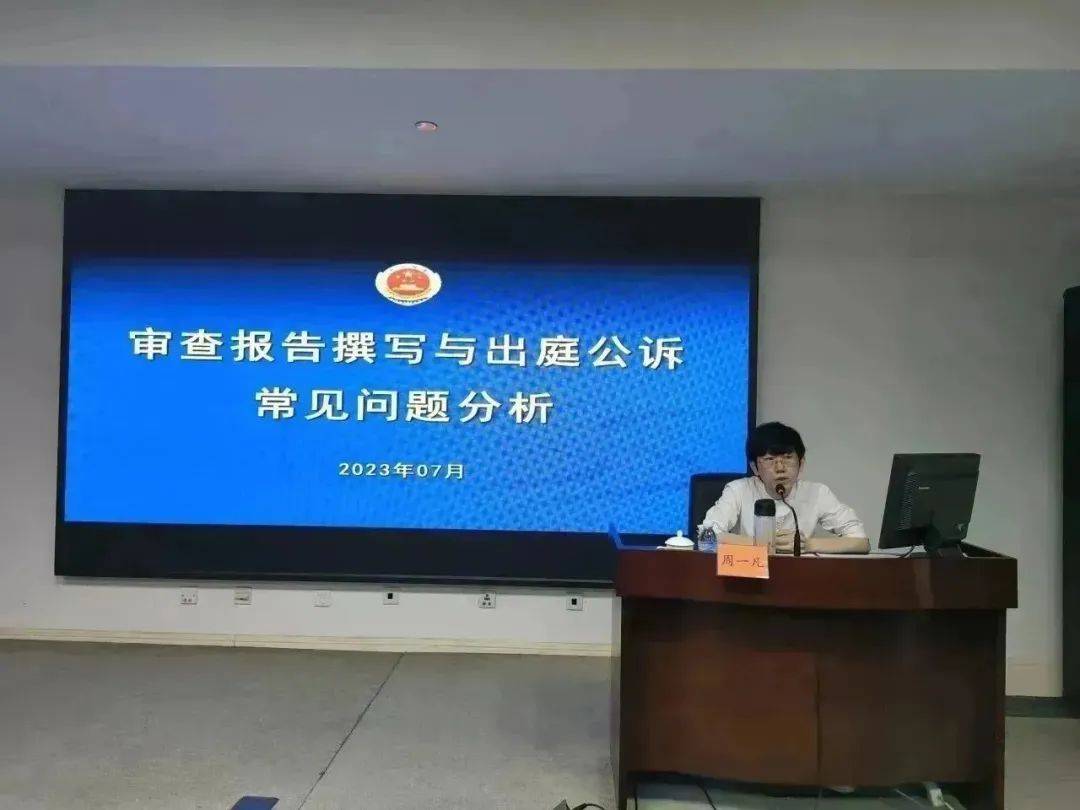 审查报告撰写与出庭公诉
常见问题分析
2023年07月
周一凡